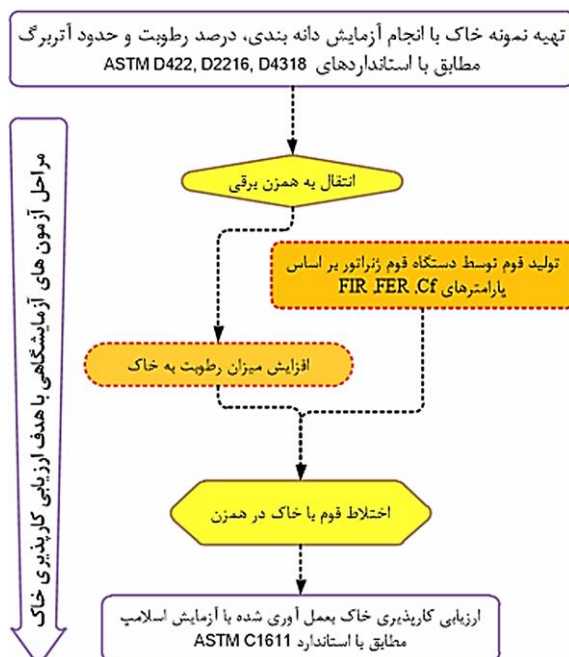 تهیه نمونه خاک با انجام آزمایش دانه بندی، درصد رطوبت و حدود آتربرگ
مطابق با استانداردهای ASTM D422, D2216, D4318
مراحل آزمون های آزمایشگاهی با هدف ارزیابی کارپذیری خاک
انتقال به همزن برقی
تولید فوم توسط دستگاه فوم ژنراتور بر اساس
پارامترهای FIR ,FER ,Cf
افزایش میزان رطوبت به خاک
اختلاط فوم با خاک در همزن
ارزیابی کارپذیری خاک بعمل آوری شده با آزمایش اسلامپ
مطابق با استاندارد ASTM C1611